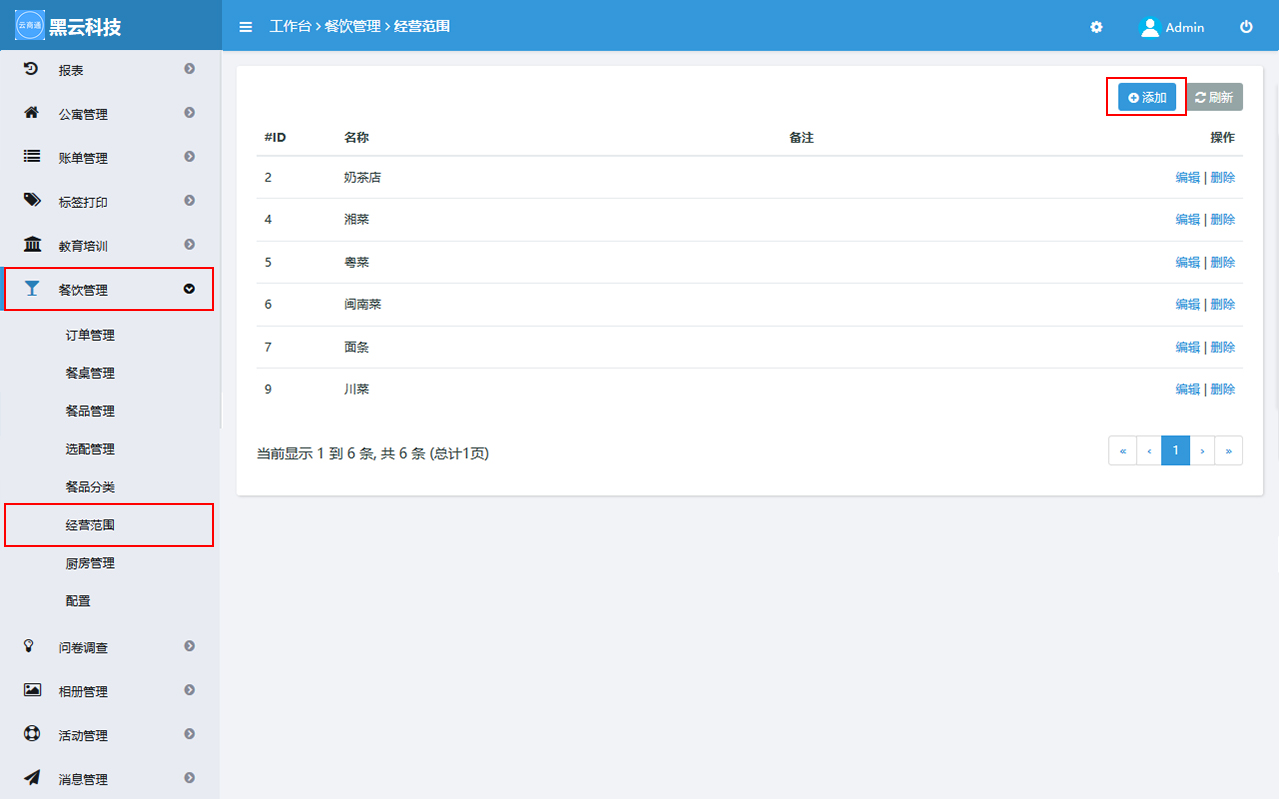 云商通 黑云科技
工作台 › 餐饮管理 › 经营范围
Admin
报表
公寓管理
账单管理
标签打印
教育培训
餐饮管理
订单管理
餐桌管理
餐品管理
选配管理
餐品分类
经营范围
厨房管理
配置
问卷调查
相册管理
活动管理
消息管理
添加 刷新
#ID 名称 备注 操作
2 奶茶店 编辑 | 删除
4 湘菜 编辑 | 删除
5 粤菜 编辑 | 删除
6 闽南菜 编辑 | 删除
7 面条 编辑 | 删除
9 川菜 编辑 | 删除
当前显示 1 到 6 条, 共 6 条 (总计1页)
« ‹ 1 › »